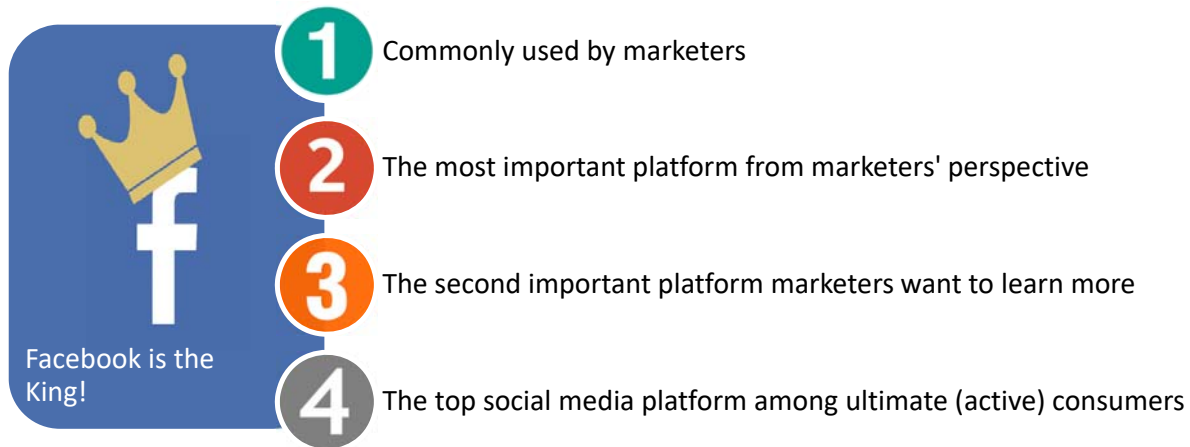 1 Commonly used by marketers
2 The most important platform from marketers' perspective
3 The second important platform marketers want to learn more
4 The top social media platform among ultimate (active) consumers
f
Facebook is the
King!